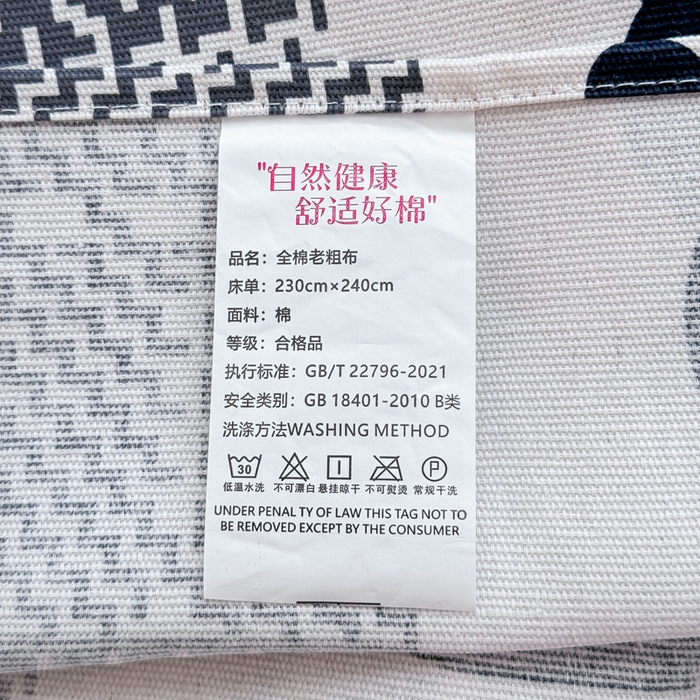 "自然健康
舒适好棉"
品名：全棉老粗布
床单：230cm×240cm
面料：棉
等级：合格品
执行标准：GB/T 22796-2021
安全类别：GB 18401-2010 B类
洗涤方法WASHING METHOD
30 P
低温水洗 不可漂白 悬挂晾干 不可熨烫 常规干洗
UNDER PENAL TY OF LAW THIS TAG NOT TO
BE REMOVED EXCEPT BY THE CONSUMER